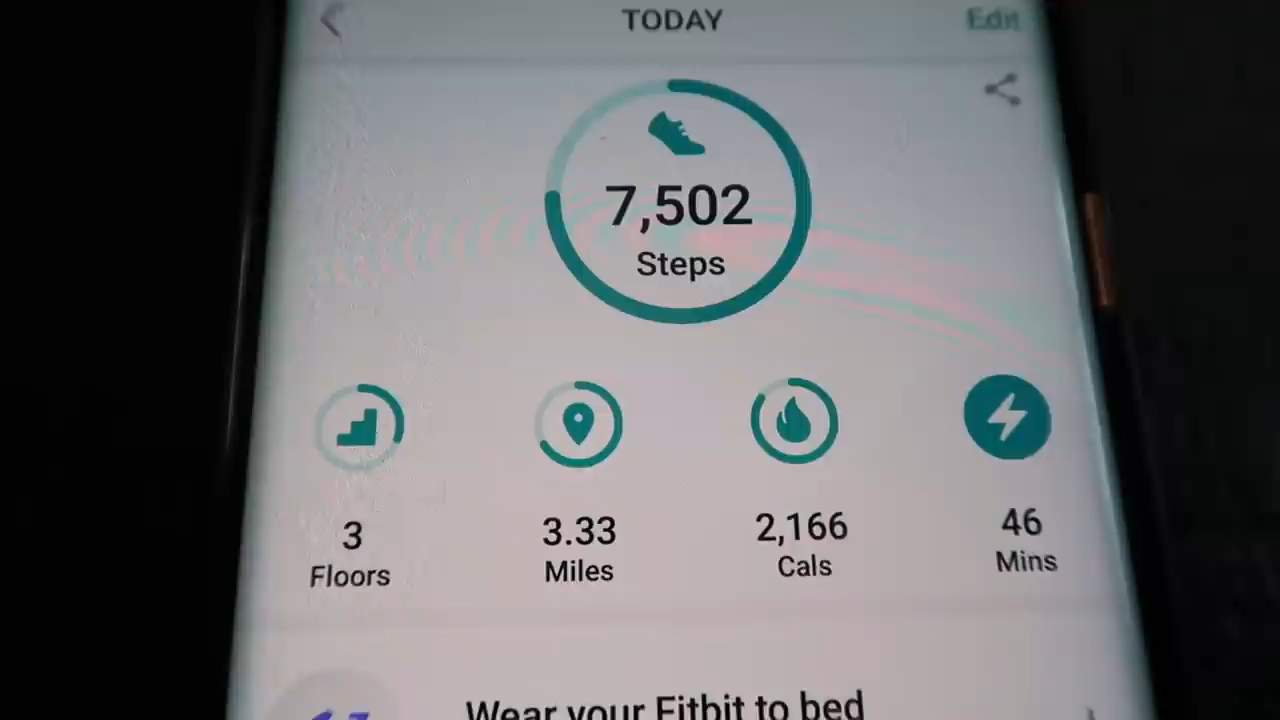 TODAY
Edit
7,502
Steps
3
Floors
3.33
Miles
2,166
Cals
46
Mins
Wear your Fitbit to bed